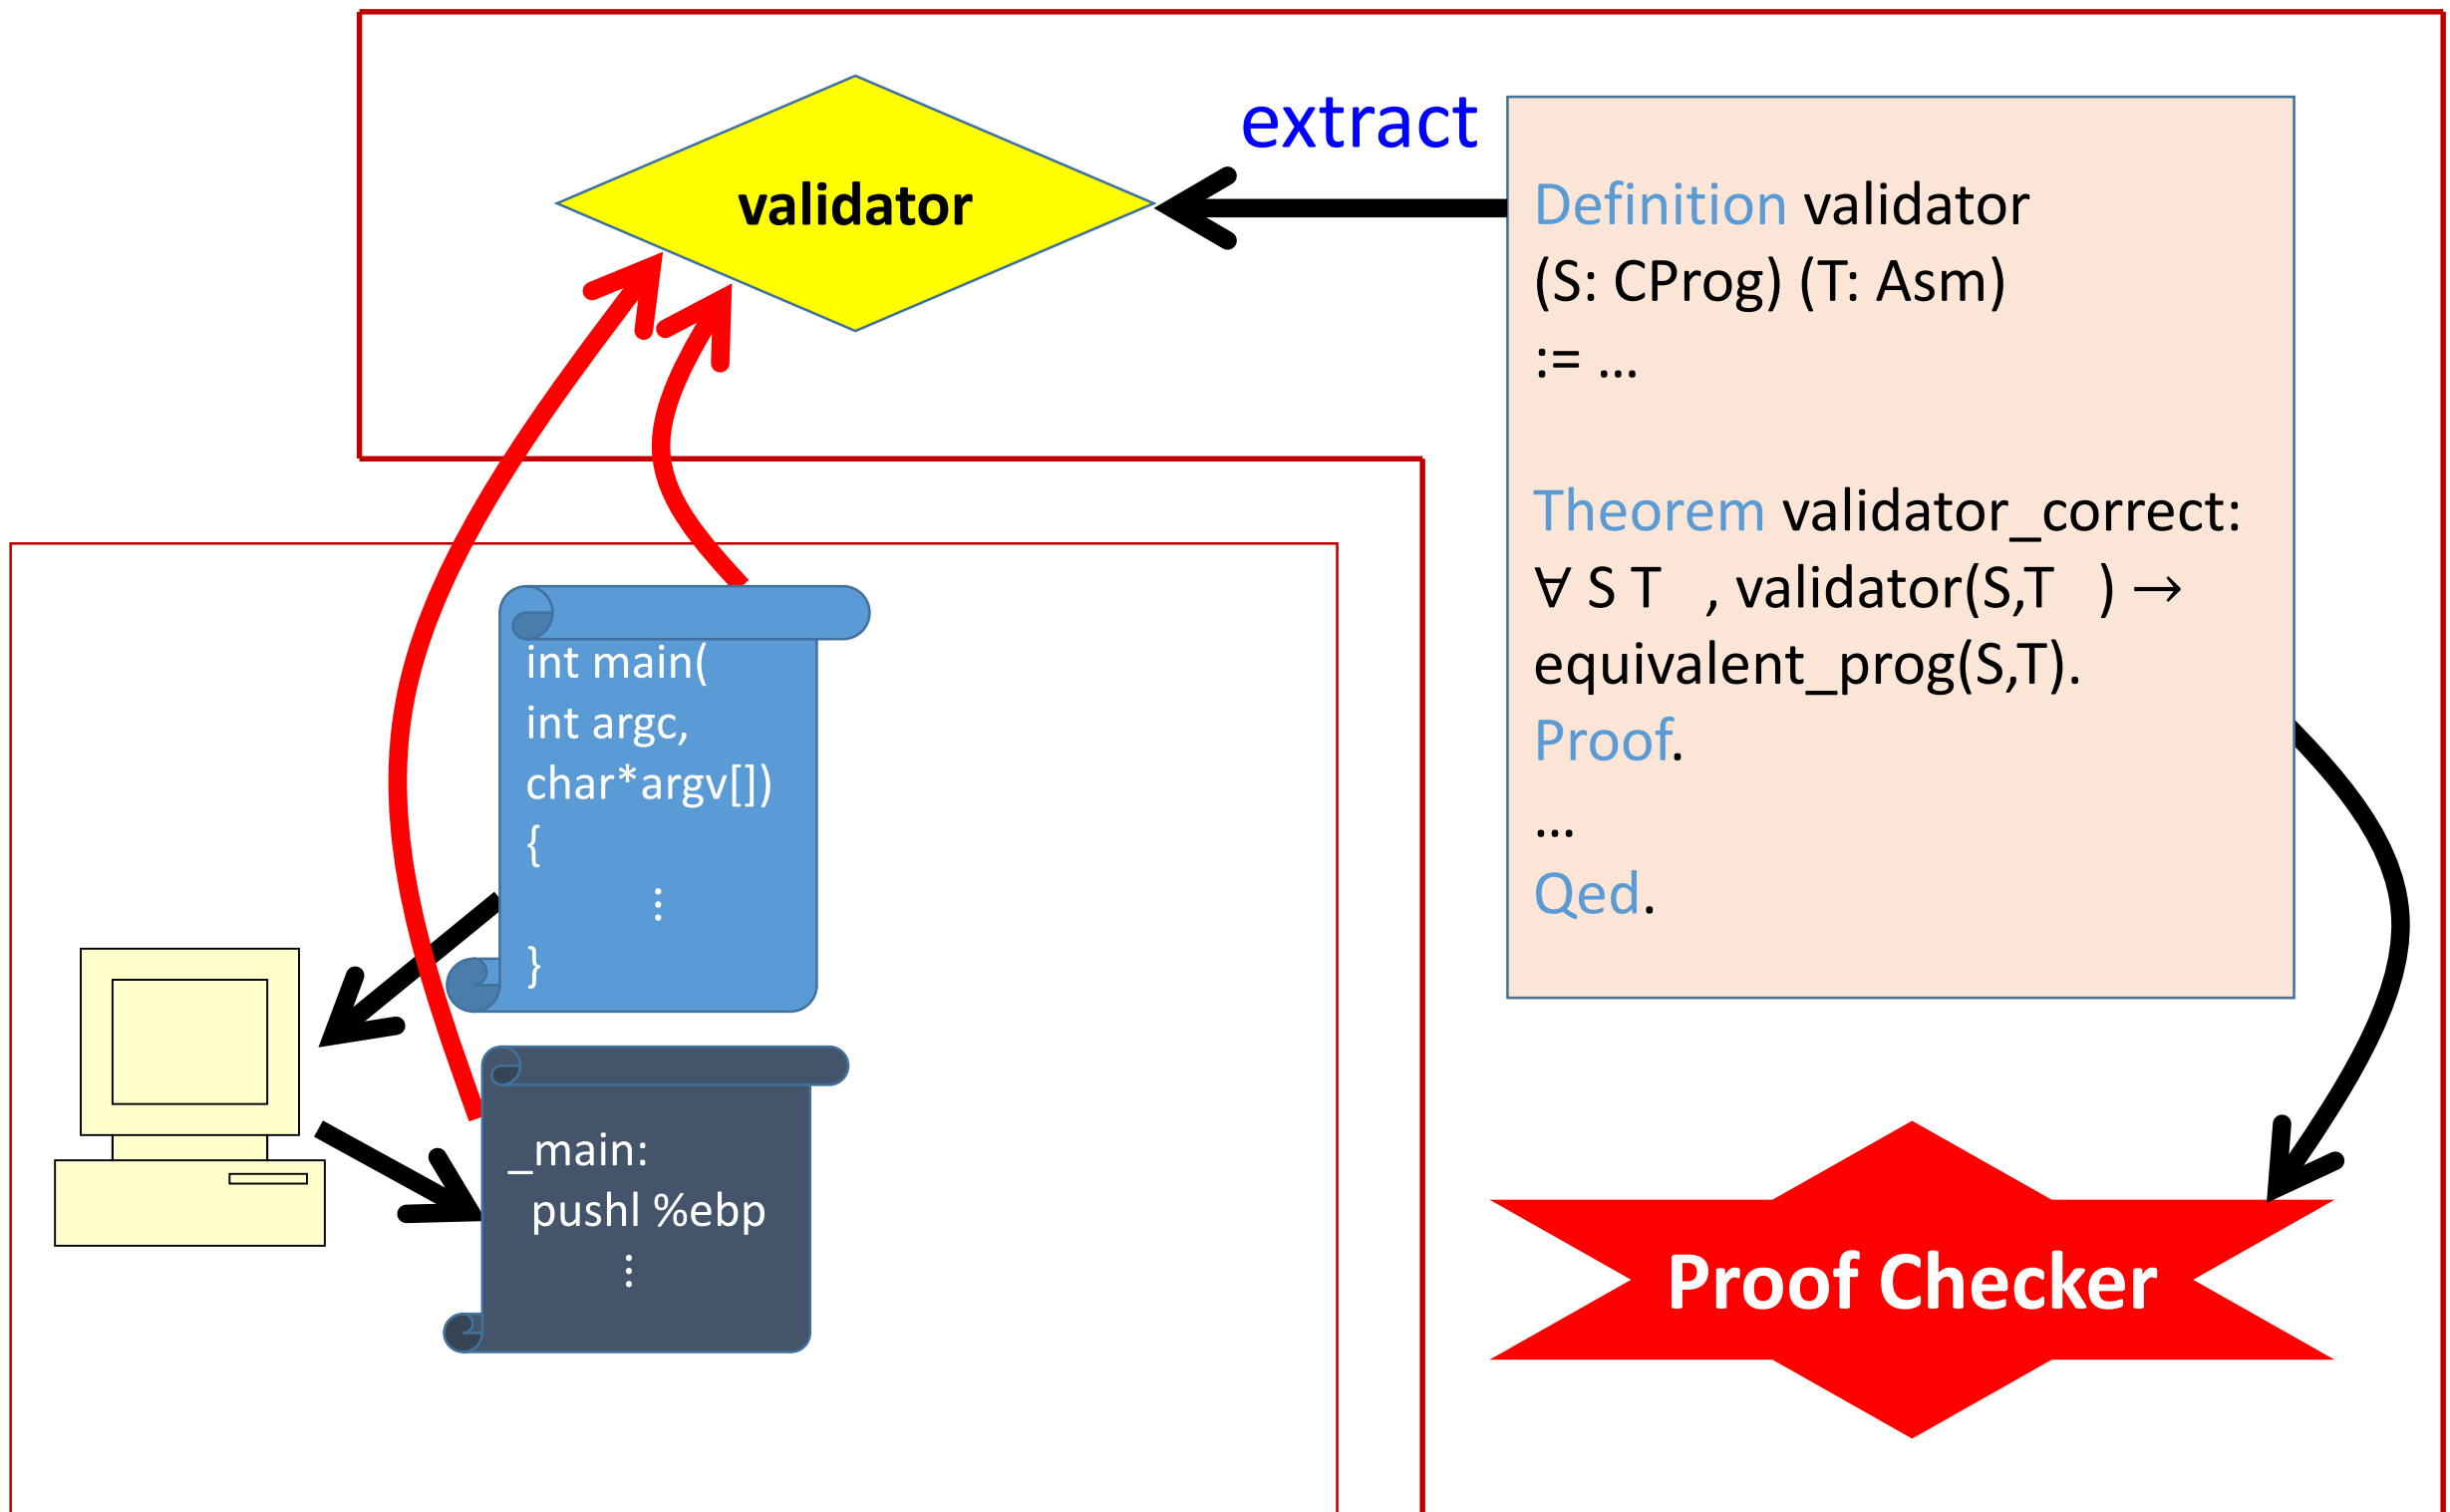 validator
extract
Definition validator
(S: CProg) (T: Asm)
:= ...
Theorem validator_correct:
∀ S T , validator(S,T ) →
equivalent_prog(S,T).
Proof.
...
Qed.
int main(
int argc,
char*argv[])
{
⋮
}
_main:
pushl %ebp
⋮
Proof Checker